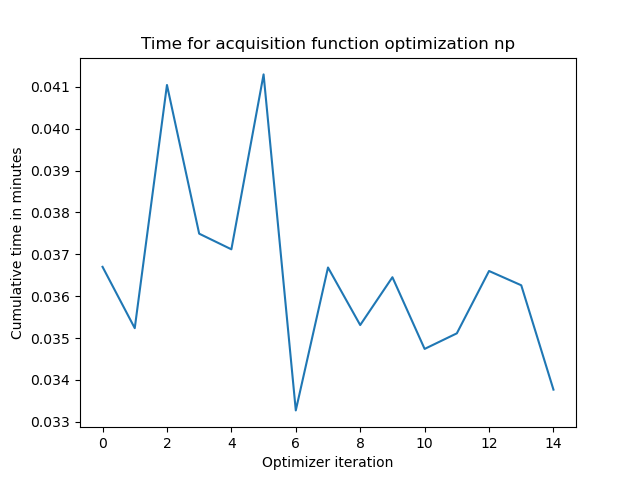 Time for acquisition function optimization np
Cumulative time in minutes
0.041
0.040
0.039
0.038
0.037
0.036
0.035
0.034
0.033
0 2 4 6 8 10 12 14
Optimizer iteration